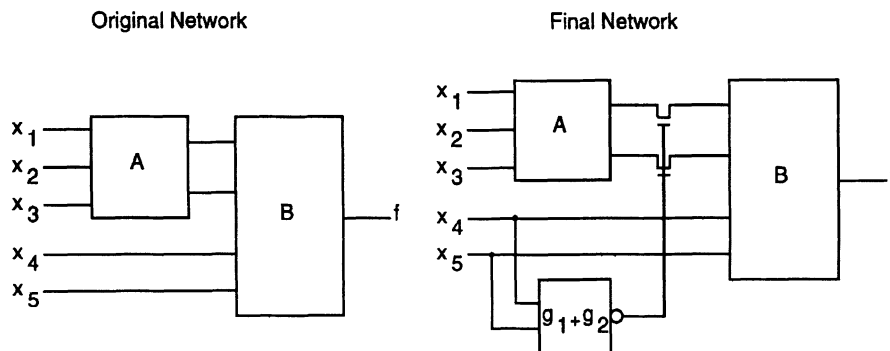 Original Network
x1
x2
x3
x4
x5
A
B
f
Final Network
x1
x2
x3
x4
x5
A
B
g1+g2